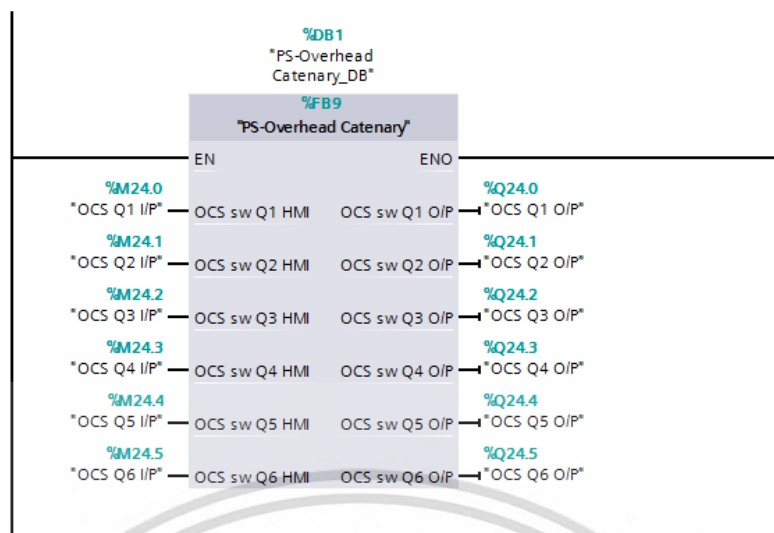 %DB1
"PS-Overhead
Catenary_DB"
%FB9
"PS-Overhead Catenary"
EN ENO
%M24.0 %Q24.0
"OCS Q1 I/P" OCS sw Q1 HMI OCS sw Q1 O/P "OCS Q1 O/P"
%M24.1 %Q24.1
"OCS Q2 I/P" OCS sw Q2 HMI OCS sw Q2 O/P "OCS Q2 O/P"
%M24.2 %Q24.2
"OCS Q3 I/P" OCS sw Q3 HMI OCS sw Q3 O/P "OCS Q3 O/P"
%M24.3 %Q24.3
"OCS Q4 I/P" OCS sw Q4 HMI OCS sw Q4 O/P "OCS Q4 O/P"
%M24.4 %Q24.4
"OCS Q5 I/P" OCS sw Q5 HMI OCS sw Q5 O/P "OCS Q5 O/P"
%M24.5 %Q24.5
"OCS Q6 I/P" OCS sw Q6 HMI OCS sw Q6 O/P "OCS Q6 O/P"